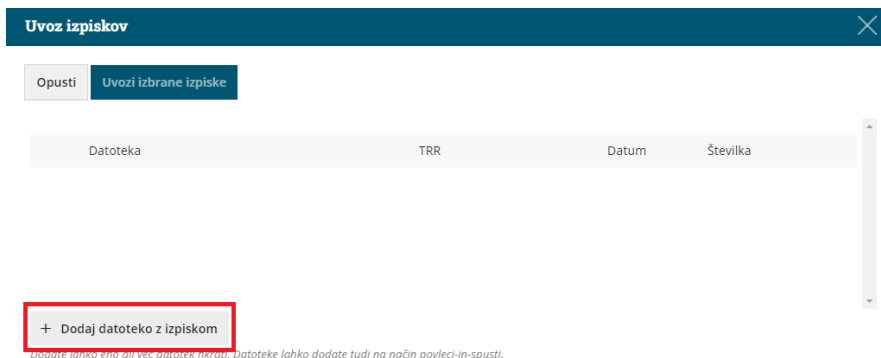 Uvoz izpiskov
Opusti Uvozi izbrane izpiske
Datoteka TRR Datum Številka
+ Dodaj datoteko z izpiskom
Dodate lahko eno ali več datotek hkrati. Datoteke lahko dodate tudi na način povleci-in-spusti.